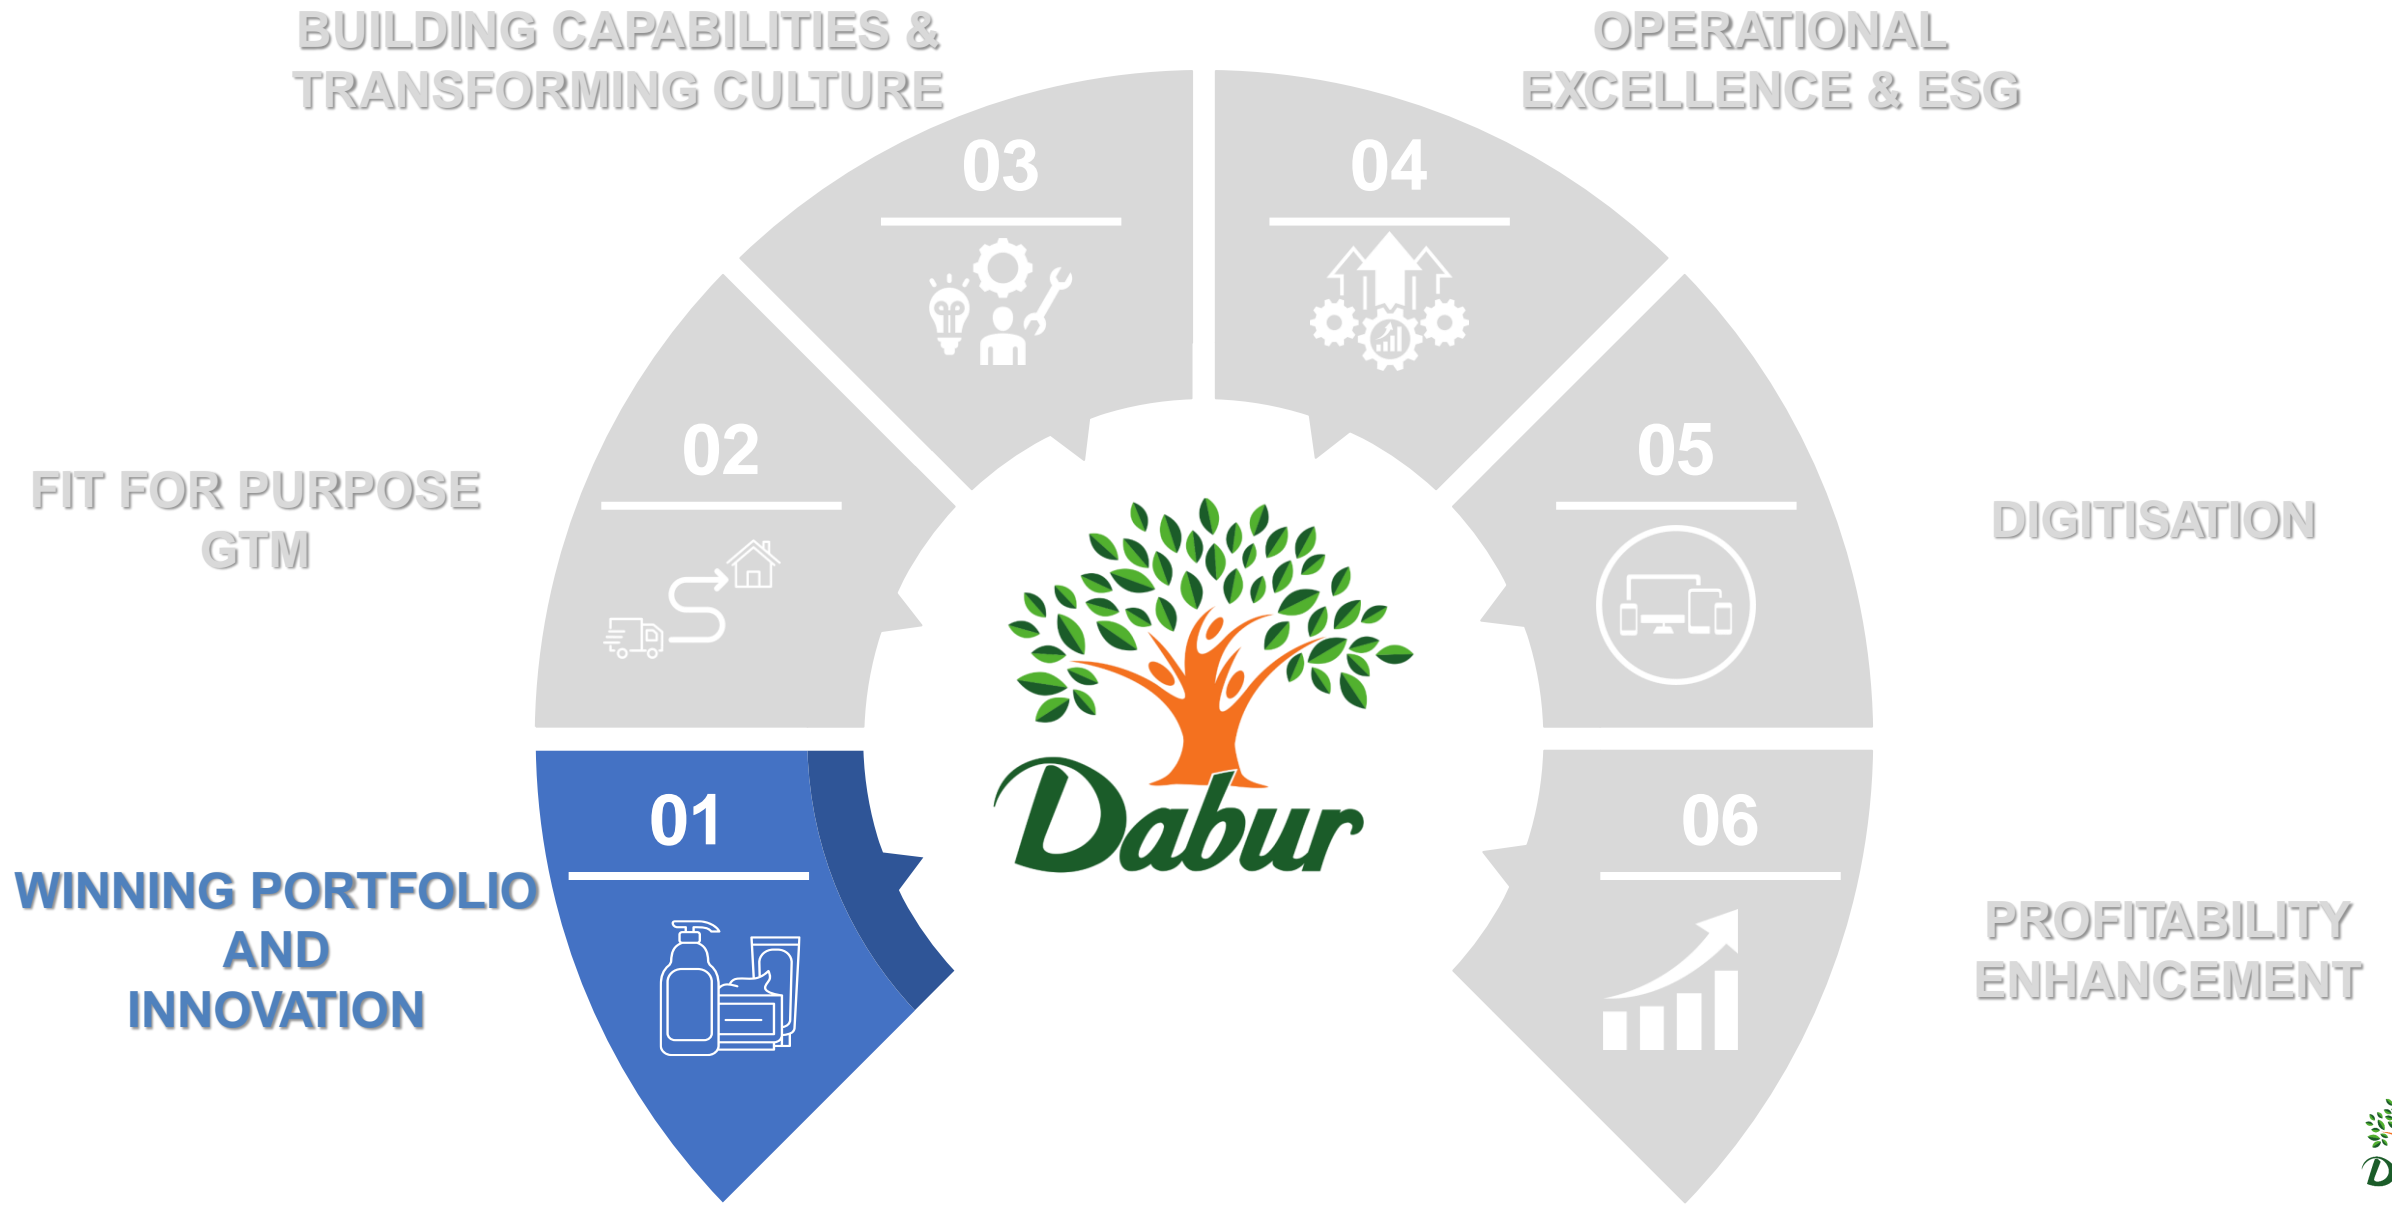 BUILDING CAPABILITIES &
TRANSFORMING CULTURE
OPERATIONAL
EXCELLENCE & ESG
03
04
02
05
FIT FOR PURPOSE
GTM
DIGITISATION
Dabur
01
06
WINNING PORTFOLIO
AND
INNOVATION
PROFITABILITY
ENHANCEMENT
D